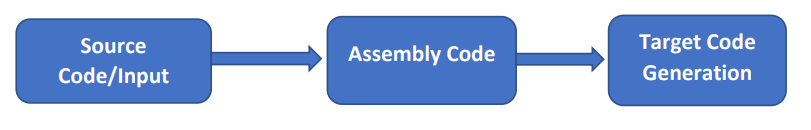 Source
Code/Input
Assembly Code
Target Code
Generation